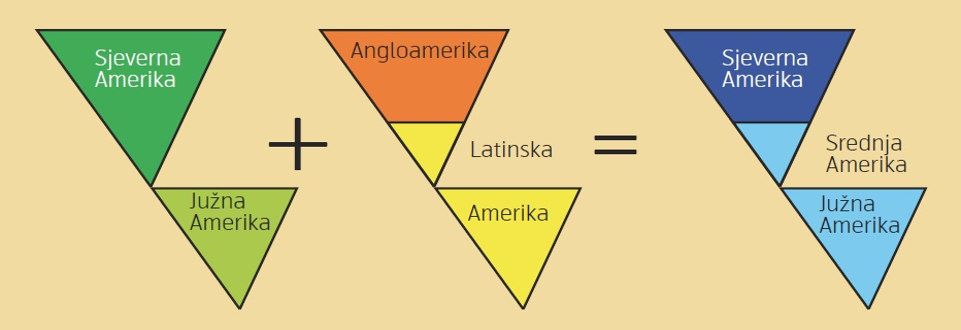 Sjeverna
Amerika
Južna
Amerika
+
Angloamerika
Latinska
Amerika
=
Sjeverna
Amerika
Srednja
Amerika
Južna
Amerika